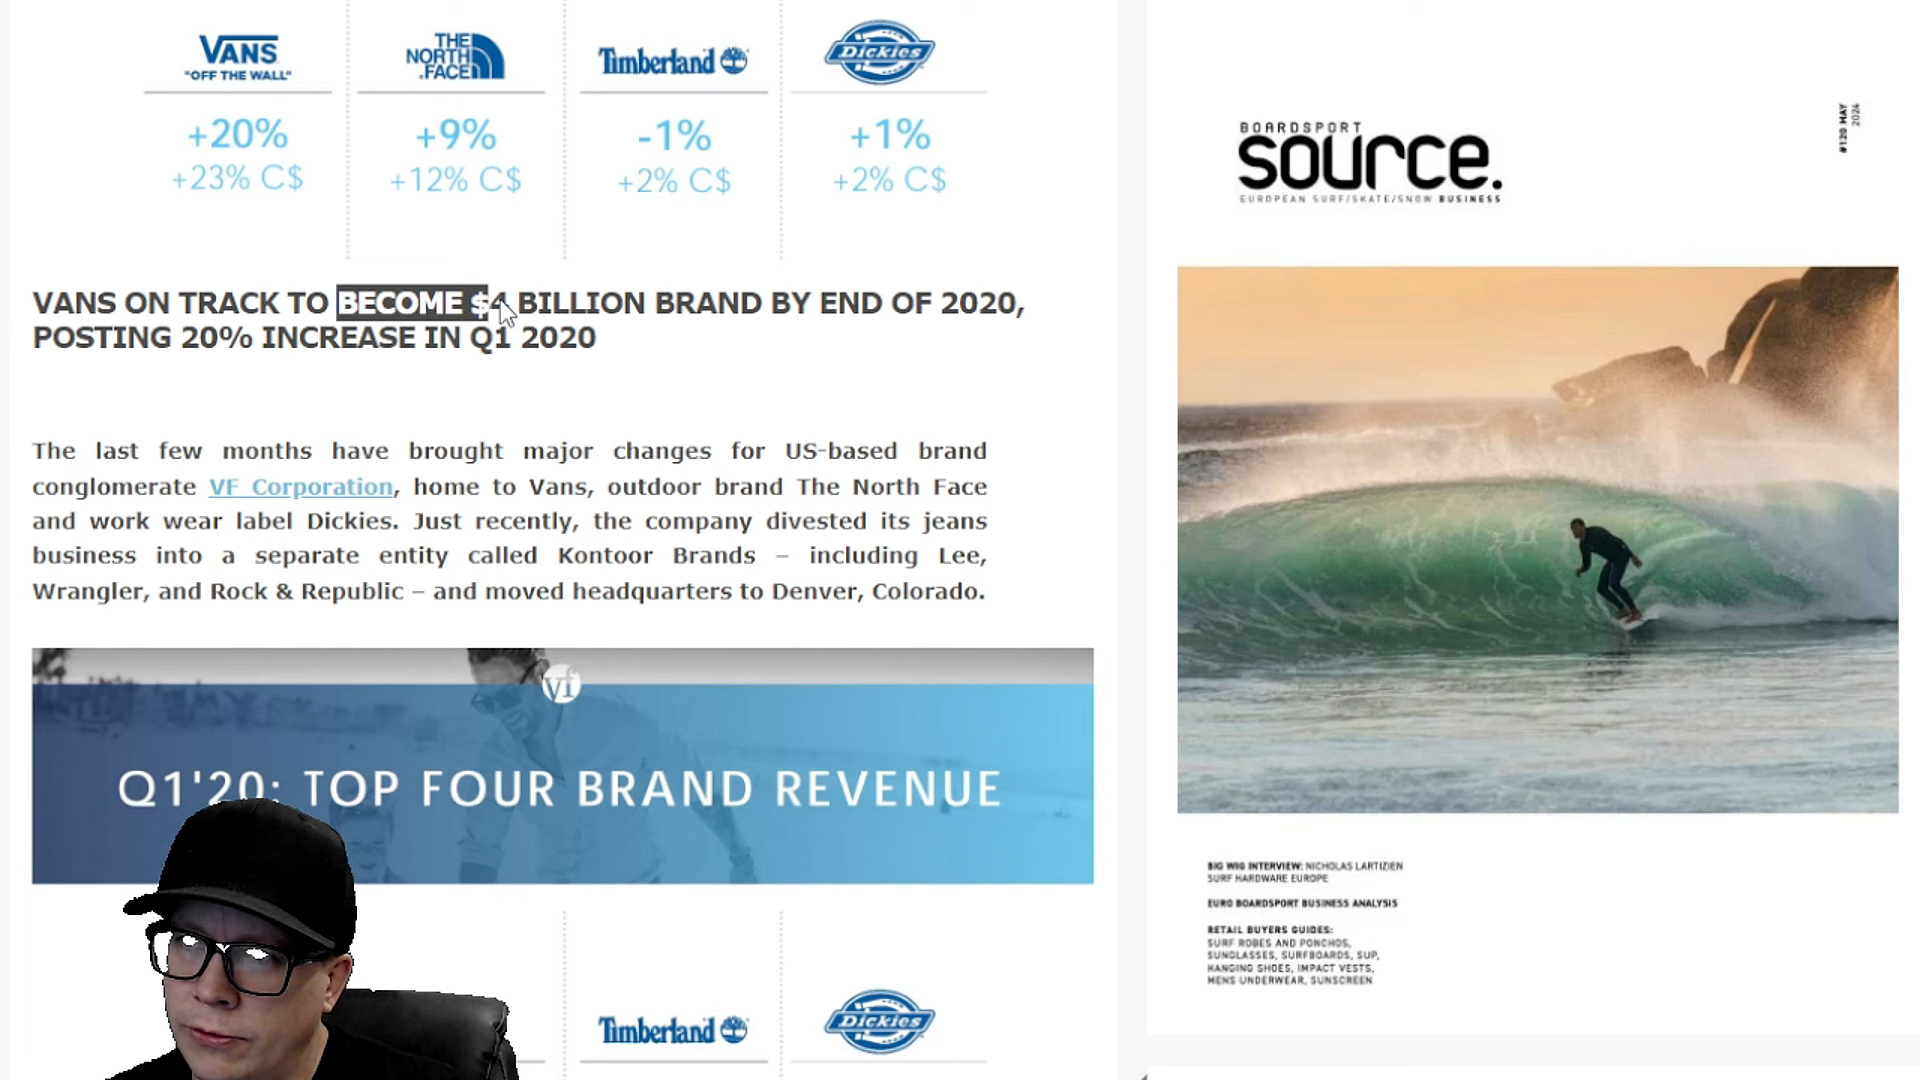 VANS
"OFF THE WALL"
THE
NORTH
FACE
Timberland
Dickies
+20%
+9%
-1%
+1%
+23% C$
+12% C$
+2% C$
+2% C$
VANS ON TRACK TO BECOME $4 BILLION BRAND BY END OF 2020,
POSTING 20% INCREASE IN Q1 2020
The last few months have brought major changes for US-based brand
conglomerate VF Corporation, home to Vans, outdoor brand The North Face
and work wear label Dickies. Just recently, the company divested its jeans
business into a separate entity called Kontoor Brands – including Lee,
Wrangler, and Rock & Republic – and moved headquarters to Denver, Colorado.
vf
Q1'20: TOP FOUR BRAND REVENUE
Timberland
Dickies
BOARDSPORT
source.
EUROPEAN SURF/SKATE/SNOW BUSINESS
#120 MAY
2024
BIG WIG INTERVIEW: NICHOLAS LARTIZIEN
SURF HARDWARE EUROPE
EURO BOARDSPORT BUSINESS ANALYSIS
RETAIL BUYERS GUIDES:
SURF ROBES AND PONCHOS,
SUNGLASSES, SURFBOARDS, SUP,
HANGING SHOES, IMPACT VESTS,
MENS UNDERWEAR, SUNSCREEN